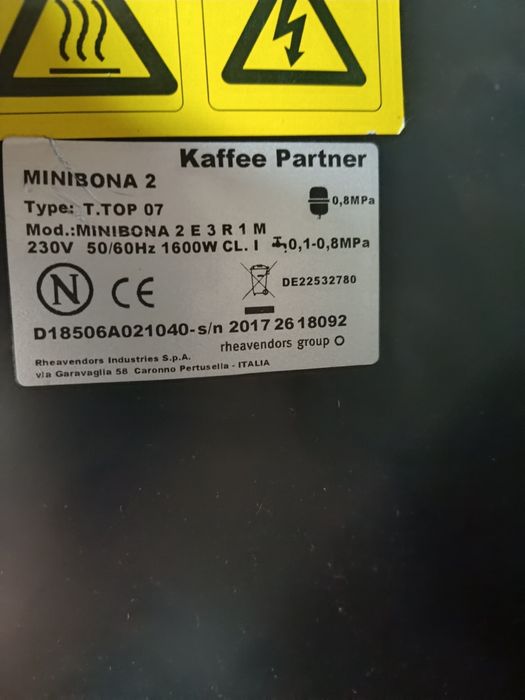 Kaffee Partner
MINIBONA 2
Type: T.TOP 07
0,8MPa
Mod.:MINIBONA 2 E 3 R 1 M
230V 50/60Hz 1600W CL. I 0,1-0,8MPa
N CE
DE22532780
D18506A021040-s/n 2017 26 18092
rheavendors group
Rheavendors Industries S.p.A.
via Garavaglia 58 Caronno Pertusella - ITALIA